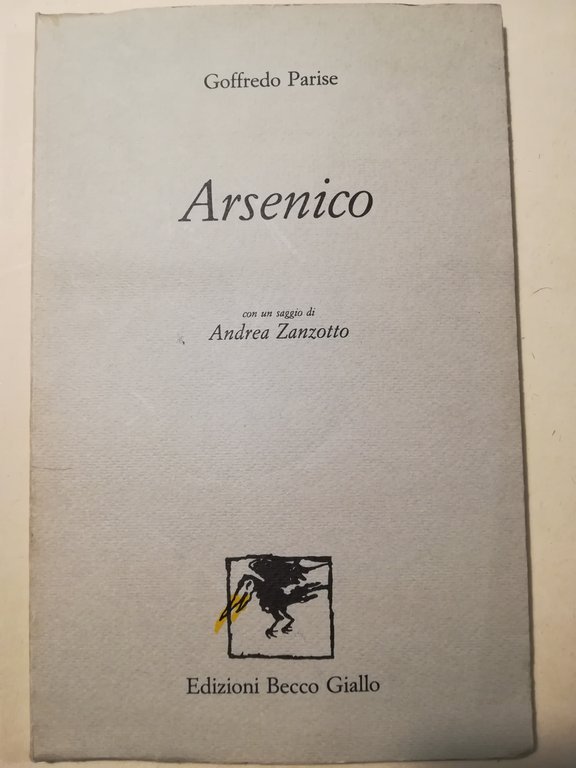 Goffredo Parise
Arsenico
con un saggio di
Andrea Zanzotto
Edizioni Becco Giallo